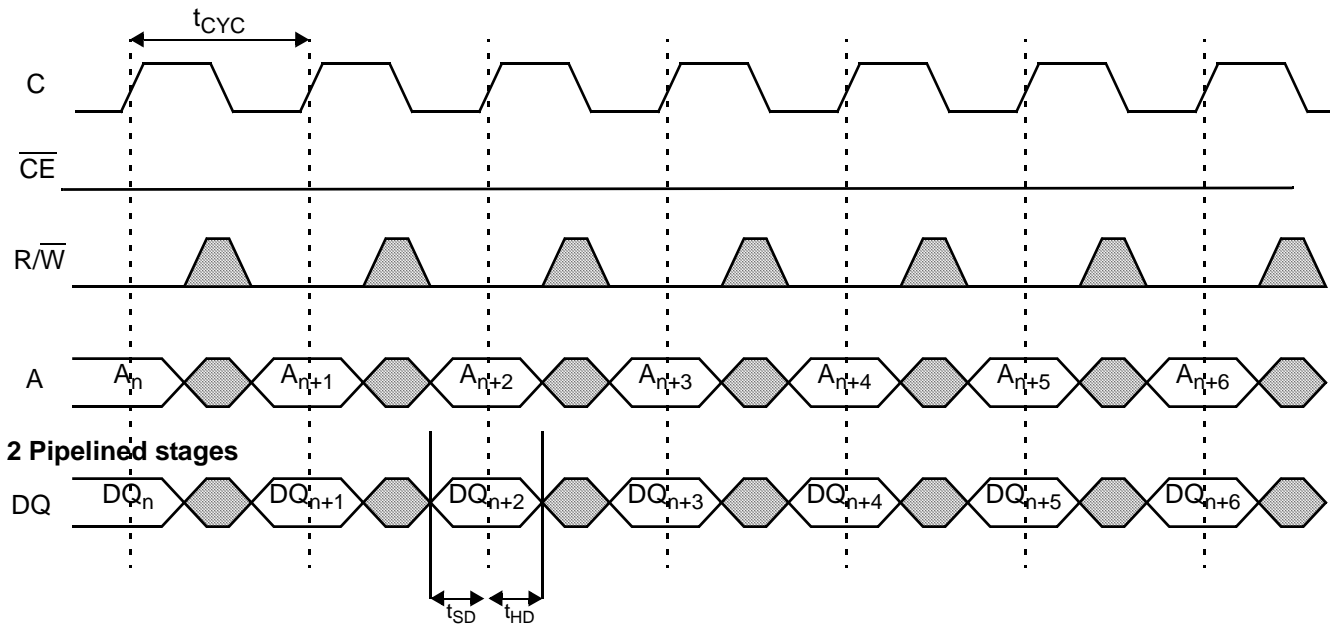 tCYC
C
CE
R/W
A
An An+1 An+2 An+3 An+4 An+5 An+6
2 Pipelined stages
DQ
DQn DQn+1 DQn+2 DQn+3 DQn+4 DQn+5 DQn+6
tSD tHD